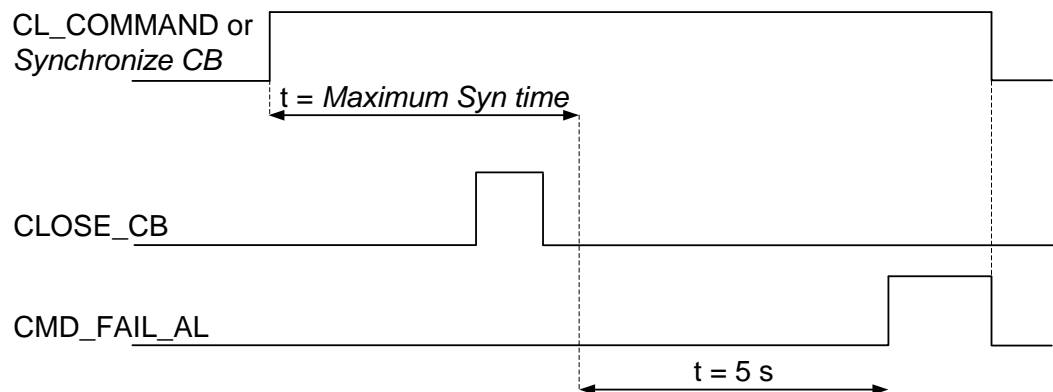 CL_COMMAND or
Synchronize CB
t = Maximum Syn time
CLOSE_CB
CMD_FAIL_AL
t = 5 s